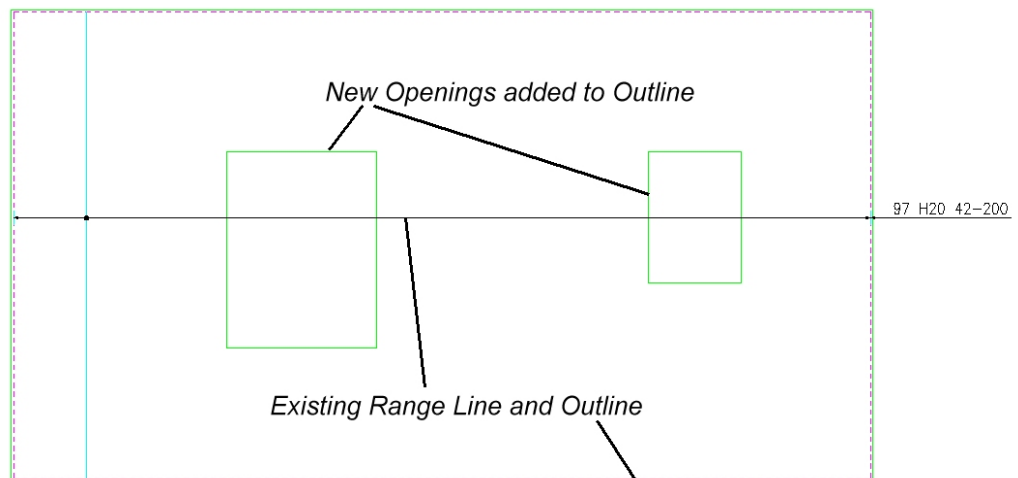 New Openings added to Outline
97 H20 42-200
Existing Range Line and Outline